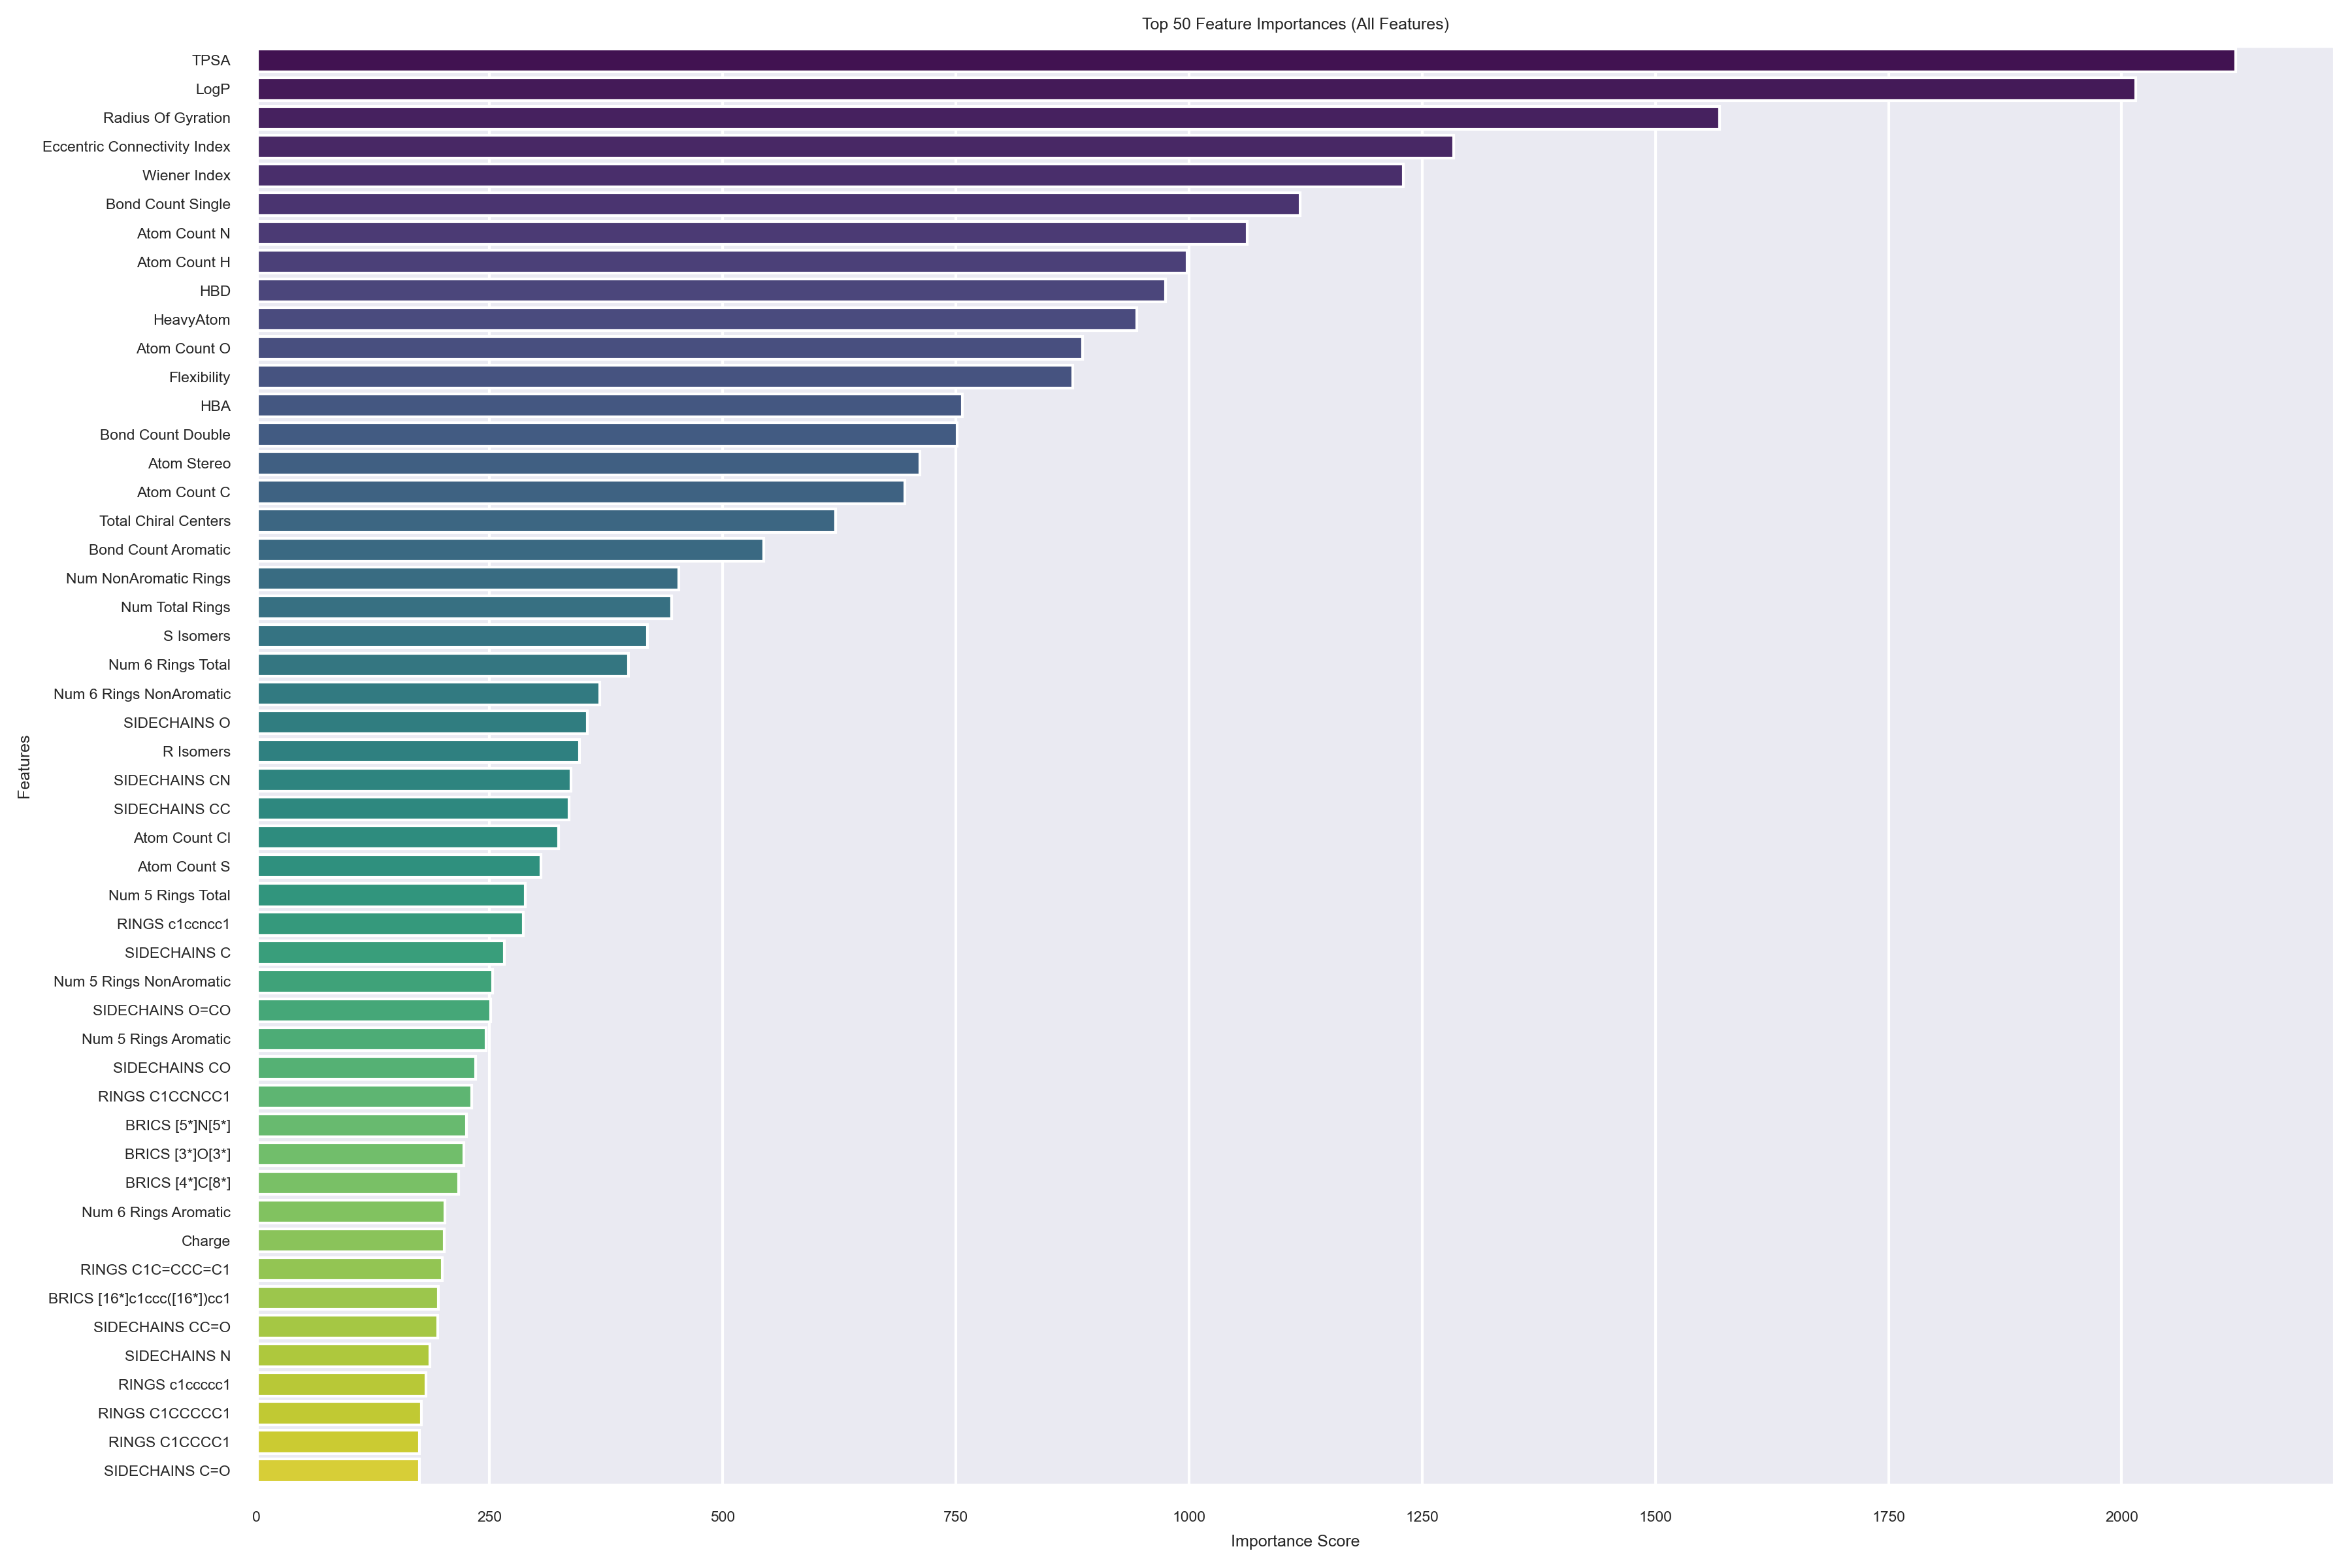 Top 50 Feature Importances (All Features)
TPSA
LogP
Radius Of Gyration
Eccentric Connectivity Index
Wiener Index
Bond Count Single
Atom Count N
Atom Count H
HBD
HeavyAtom
Atom Count O
Flexibility
HBA
Bond Count Double
Atom Stereo
Atom Count C
Total Chiral Centers
Bond Count Aromatic
Num NonAromatic Rings
Num Total Rings
S Isomers
Num 6 Rings Total
Num 6 Rings NonAromatic
SIDECHAINS O
R Isomers
SIDECHAINS CN
SIDECHAINS CC
Atom Count Cl
Atom Count S
Num 5 Rings Total
RINGS c1ccncc1
SIDECHAINS C
Num 5 Rings NonAromatic
SIDECHAINS O=CO
Num 5 Rings Aromatic
SIDECHAINS CO
RINGS C1CCNCC1
BRICS [5*]N[5*]
BRICS [3*]O[3*]
BRICS [4*]C[8*]
Num 6 Rings Aromatic
Charge
RINGS C1C=CCC=C1
BRICS [16*]c1ccc([16*])cc1
SIDECHAINS CC=O
SIDECHAINS N
RINGS c1ccccc1
RINGS C1CCCCC1
RINGS C1CCCC1
SIDECHAINS C=O
Features
0 250 500 750 1000 1250 1500 1750 2000
Importance Score